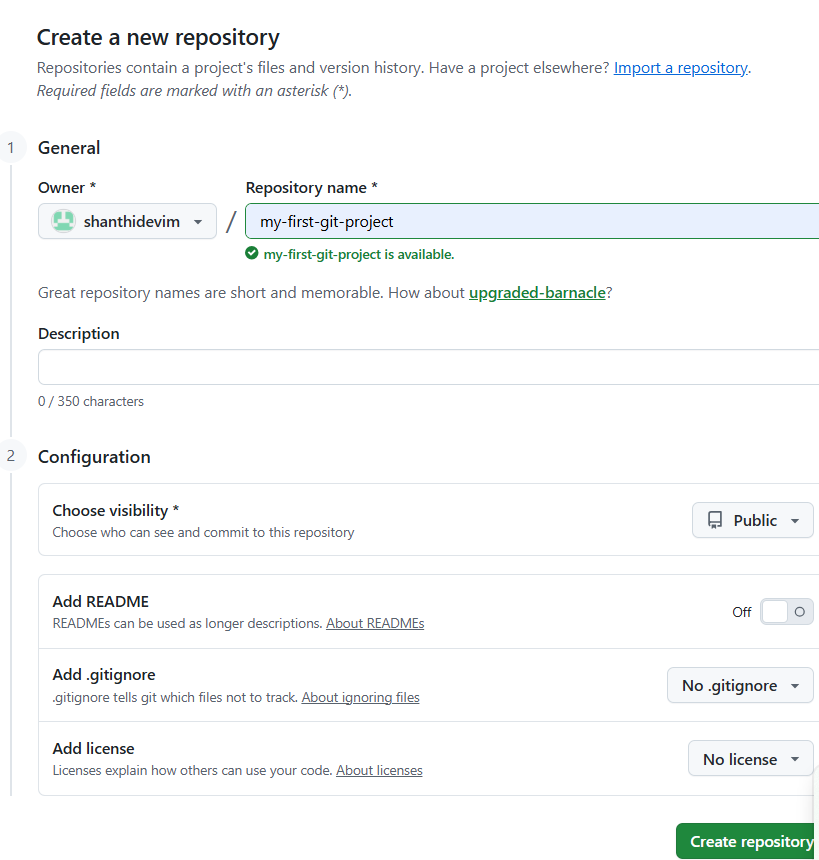 Create a new repository
Repositories contain a project's files and version history. Have a project elsewhere? Import a repository.
Required fields are marked with an asterisk (*).
1
General
Owner *
Repository name *
shanthidevim
/
my-first-git-project
my-first-git-project is available.
Great repository names are short and memorable. How about upgraded-barnacle?
Description
0 / 350 characters
2
Configuration
Choose visibility *
Choose who can see and commit to this repository
Public
Add README
READMEs can be used as longer descriptions. About READMEs
Off
Add .gitignore
.gitignore tells git which files not to track. About ignoring files
No .gitignore
Add license
Licenses explain how others can use your code. About licenses
No license
Create repository